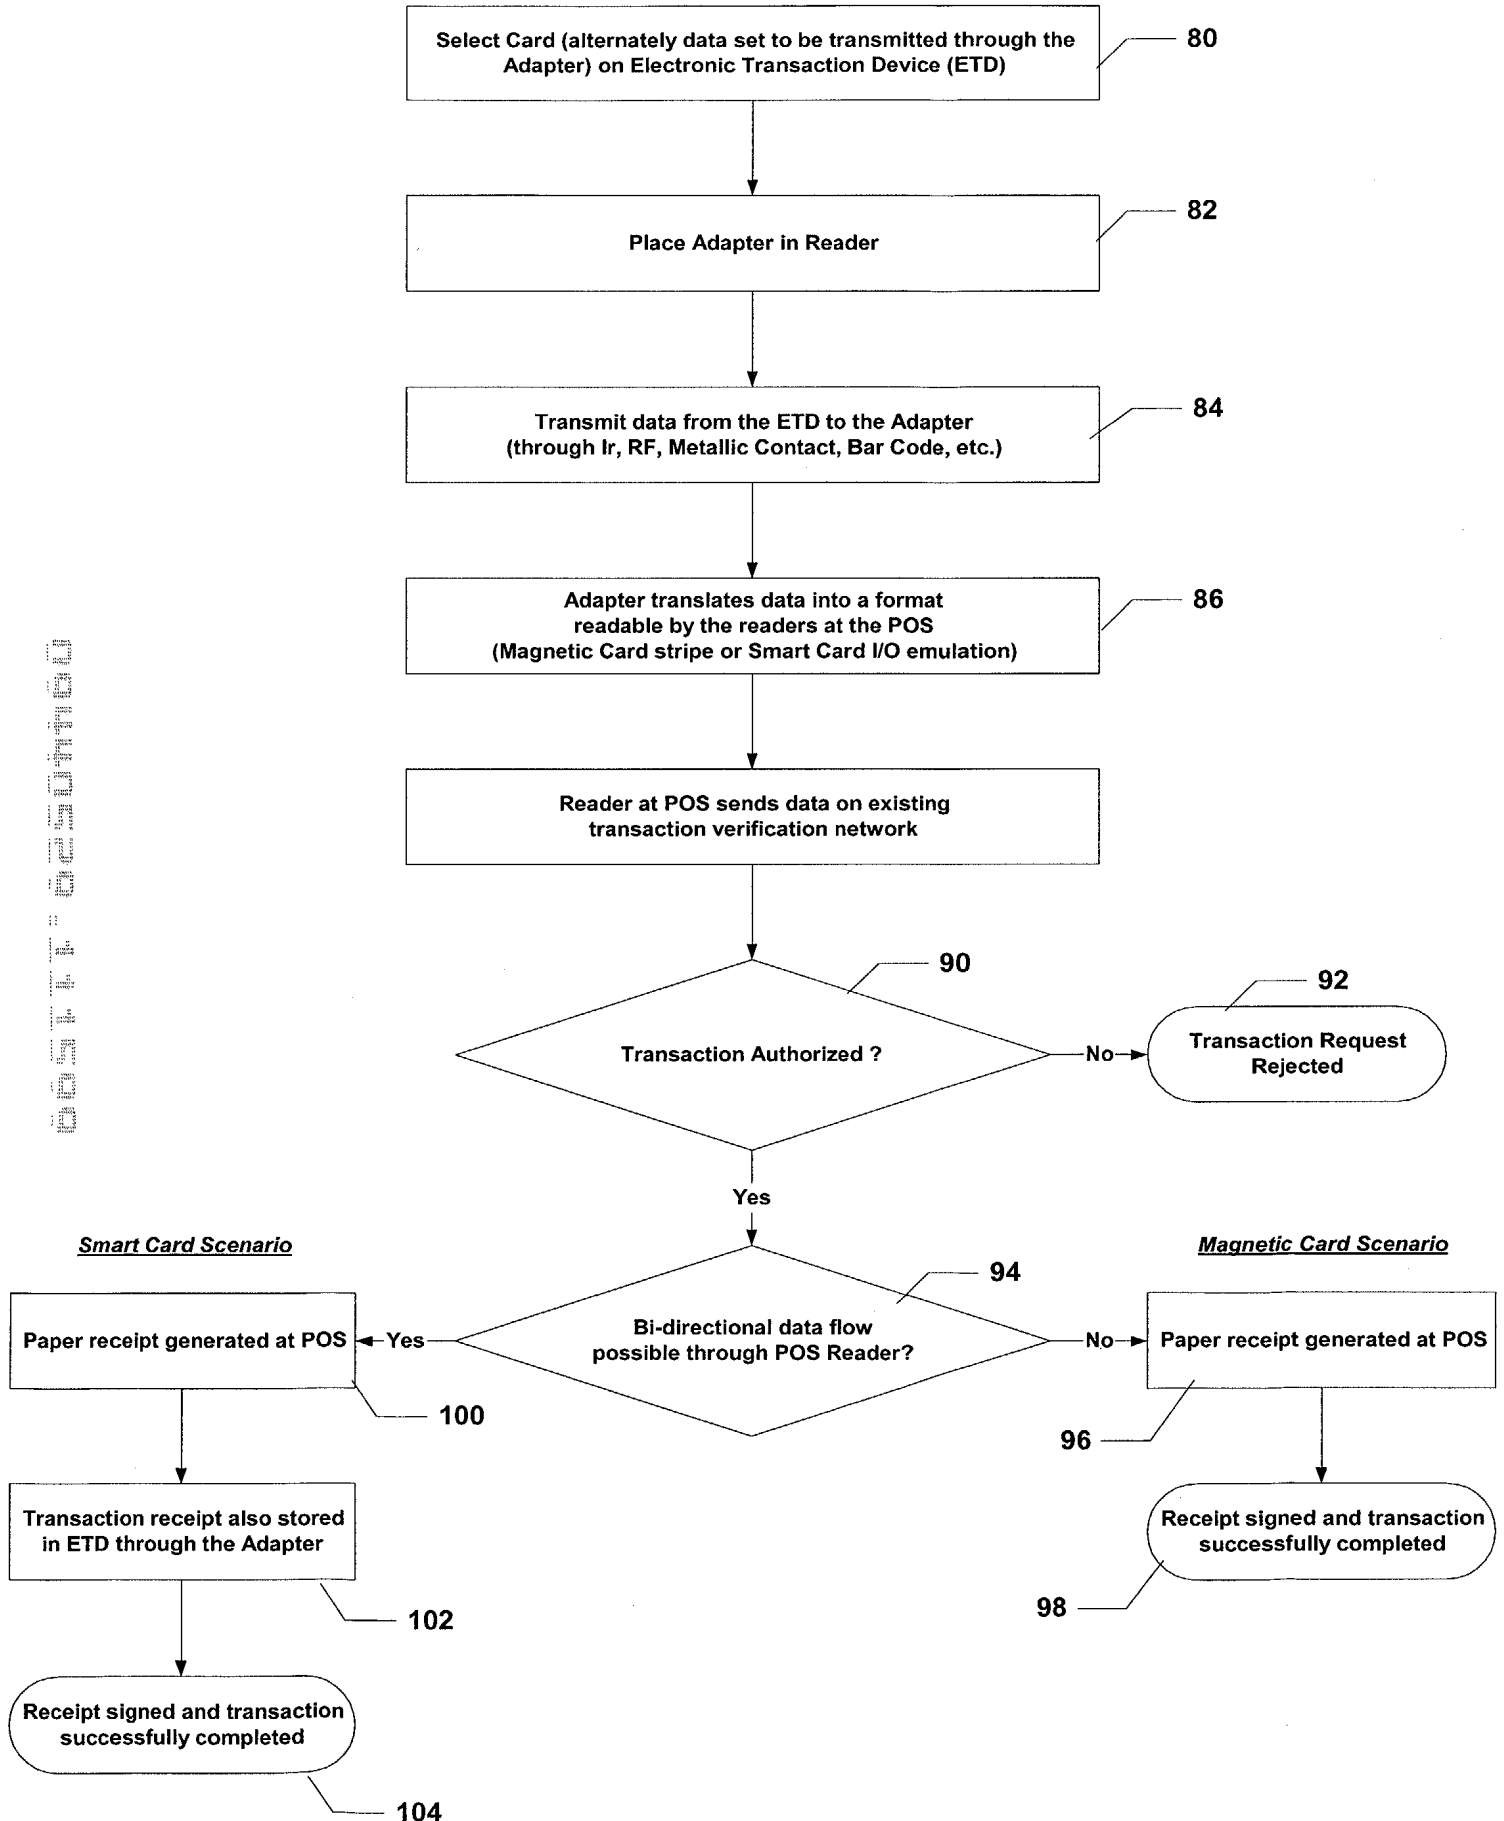 Select Card (alternately data set to be transmitted through the
Adapter) on Electronic Transaction Device (ETD)
80
Place Adapter in Reader
82
Transmit data from the ETD to the Adapter
(through Ir, RF, Metallic Contact, Bar Code, etc.)
84
Adapter translates data into a format
readable by the readers at the POS
(Magnetic Card stripe or Smart Card I/O emulation)
86
Reader at POS sends data on existing
transaction verification network
90
Transaction Authorized ?
No
92
Transaction Request
Rejected
Yes
Smart Card Scenario
Magnetic Card Scenario
94
Bi-directional data flow
possible through POS Reader?
Yes
Paper receipt generated at POS
100
No
Paper receipt generated at POS
96
Transaction receipt also stored
in ETD through the Adapter
102
Receipt signed and transaction
successfully completed
98
Receipt signed and transaction
successfully completed
104